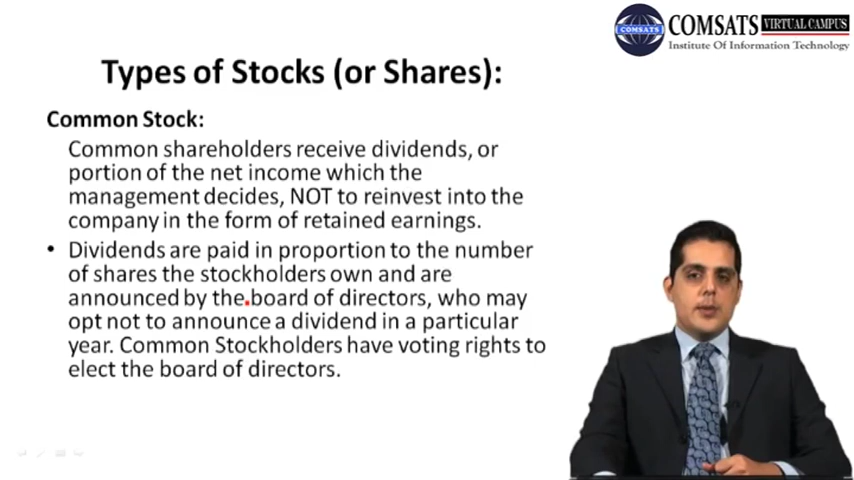 COMSATS VIRTUAL CAMPUS
COMSATS
Institute Of Information Technology
Types of Stocks (or Shares):
Common Stock:
Common shareholders receive dividends, or
portion of the net income which the
management decides, NOT to reinvest into the
company in the form of retained earnings.
• Dividends are paid in proportion to the number
of shares the stockholders own and are
announced by the board of directors, who may
opt not to announce a dividend in a particular
year. Common Stockholders have voting rights to
elect the board of directors.